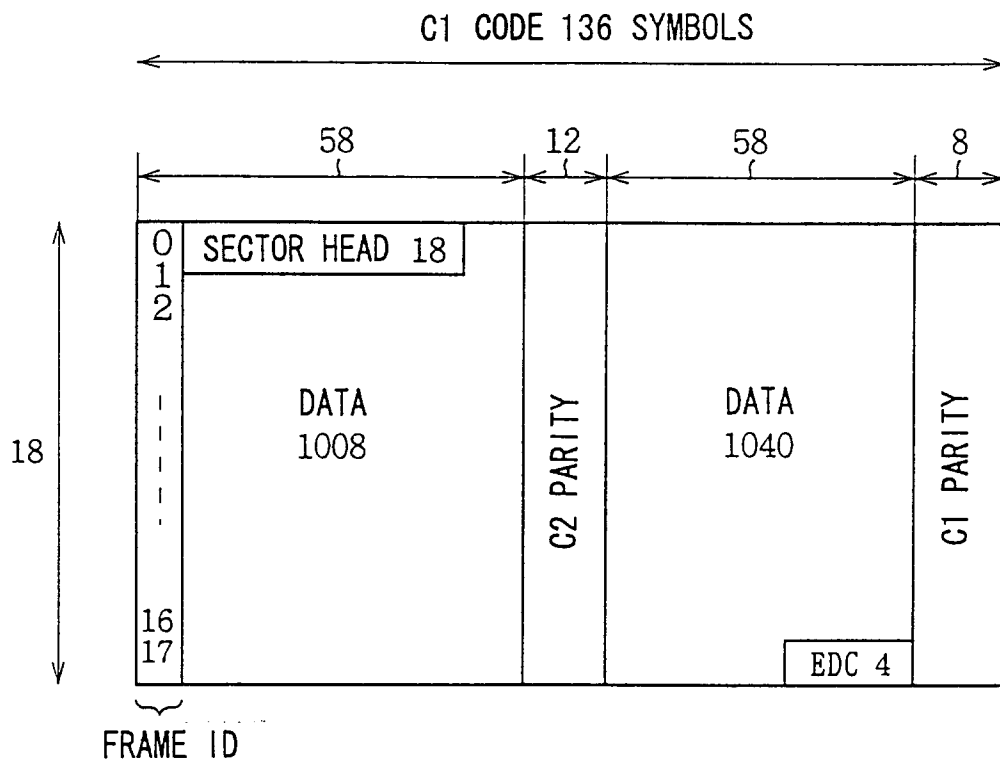 C1 CODE 136 SYMBOLS
58
12
58
8
0
1
2
SECTOR HEAD 18
18
DATA
1008
C2 PARITY
DATA
1040
C1 PARITY
16
17
EDC 4
FRAME ID